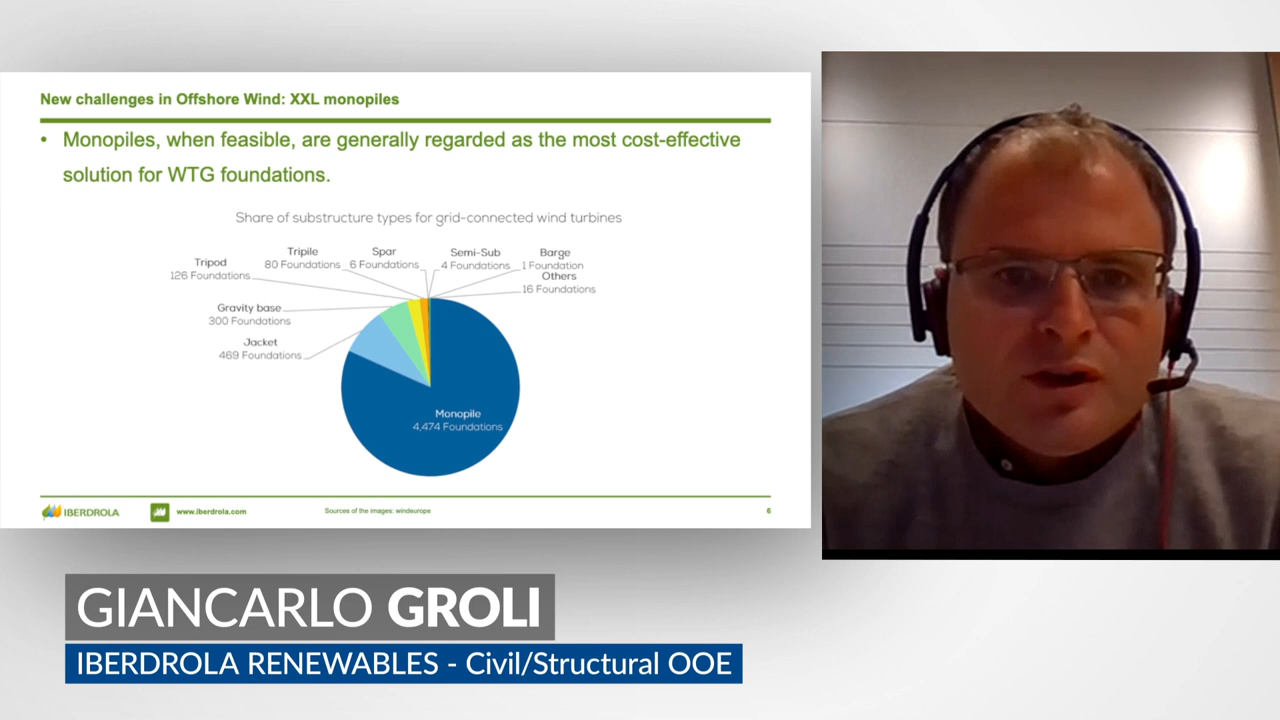 New challenges in Offshore Wind: XXL monopiles
• Monopiles, when feasible, are generally regarded as the most cost-effective
solution for WTG foundations.
Share of substructure types for grid-connected wind turbines
Tripod
126 Foundations
Tripile
80 Foundations
Spar
6 Foundations
Semi-Sub
4 Foundations
Barge
1 Foundation
Others
16 Foundations
Gravity base
300 Foundations
Jacket
469 Foundations
Monopile
4,474 Foundations
IBERDROLA
www.iberdrola.com
Sources of the images: windeurope
6
GIANCARLO GROLI
IBERDROLA RENEWABLES - Civil/Structural OOE